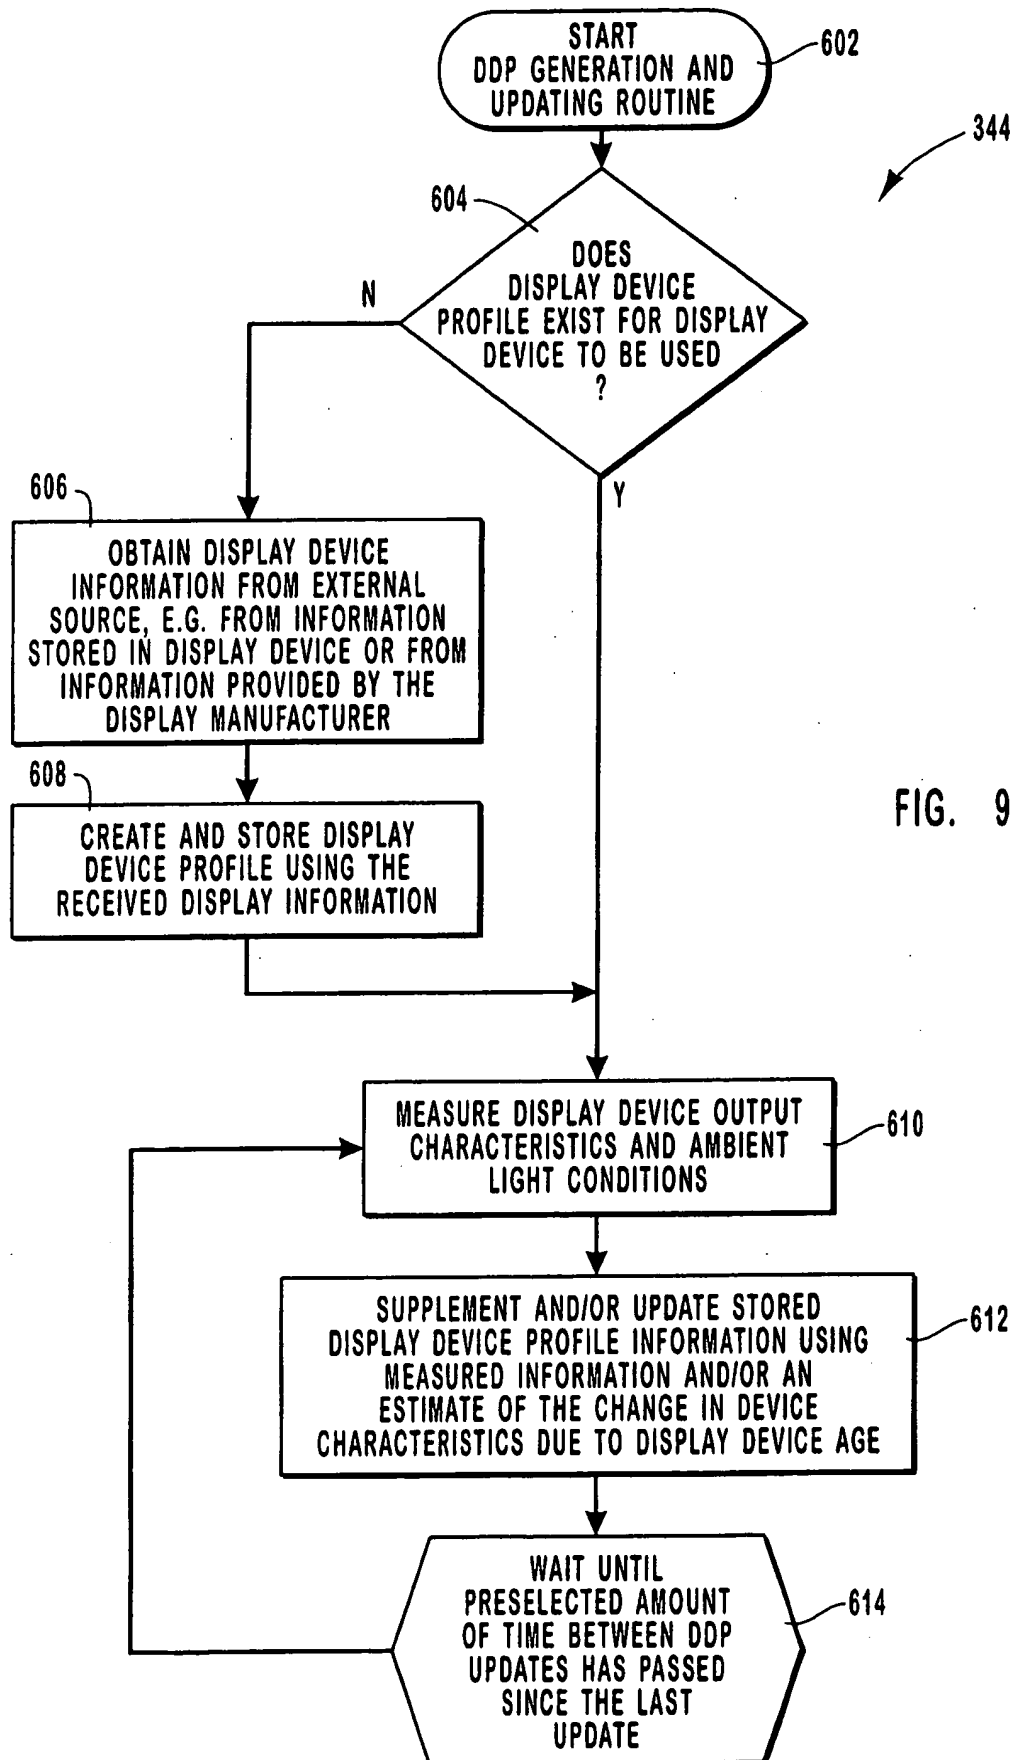 START
DDP GENERATION AND
UPDATING ROUTINE
602
344
604
DOES
DISPLAY DEVICE
PROFILE EXIST FOR DISPLAY
DEVICE TO BE USED
?
N
Y
606
OBTAIN DISPLAY DEVICE
INFORMATION FROM EXTERNAL
SOURCE, E.G. FROM INFORMATION
STORED IN DISPLAY DEVICE OR FROM
INFORMATION PROVIDED BY THE
DISPLAY MANUFACTURER
608
CREATE AND STORE DISPLAY
DEVICE PROFILE USING THE
RECEIVED DISPLAY INFORMATION
FIG. 9
MEASURE DISPLAY DEVICE OUTPUT
CHARACTERISTICS AND AMBIENT
LIGHT CONDITIONS
610
SUPPLEMENT AND/OR UPDATE STORED
DISPLAY DEVICE PROFILE INFORMATION USING
MEASURED INFORMATION AND/OR AN
ESTIMATE OF THE CHANGE IN DEVICE
CHARACTERISTICS DUE TO DISPLAY DEVICE AGE
612
WAIT UNTIL
PRESELECTED AMOUNT
OF TIME BETWEEN DDP
UPDATES HAS PASSED
SINCE THE LAST
UPDATE
614